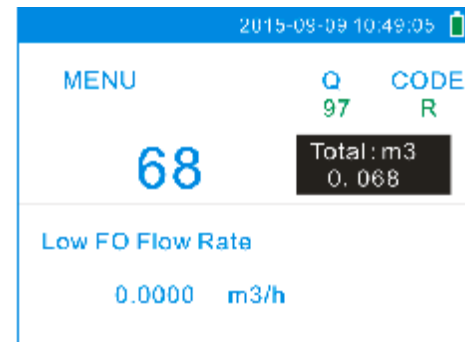 2015-09-09 10:49:05
MENU Q CODE
97 R
68 Total:m3
0.068
Low FO Flow Rate
0.0000 m3/h